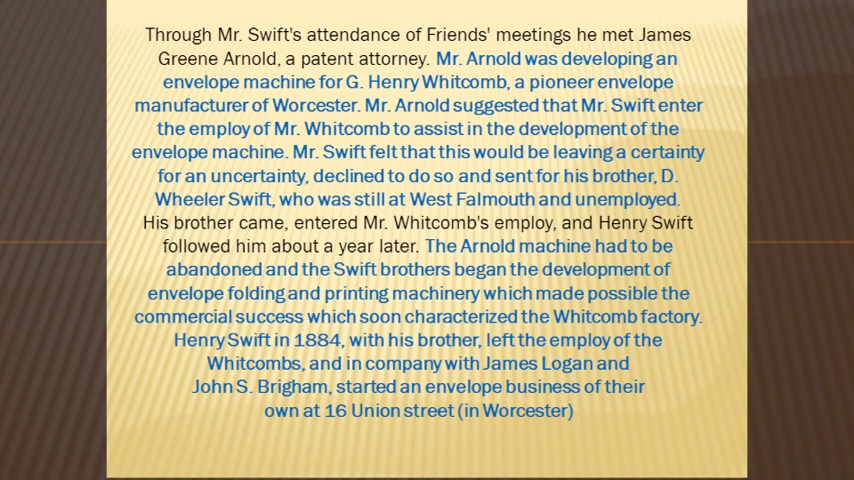 Through Mr. Swift's attendance of Friends' meetings he met James
Greene Arnold, a patent attorney. Mr. Arnold was developing an
envelope machine for G. Henry Whitcomb, a pioneer envelope
manufacturer of Worcester. Mr. Arnold suggested that Mr. Swift enter
the employ of Mr. Whitcomb to assist in the development of the
envelope machine. Mr. Swift felt that this would be leaving a certainty
for an uncertainty, declined to do so and sent for his brother, D.
Wheeler Swift, who was still at West Falmouth and unemployed.
His brother came, entered Mr. Whitcomb's employ, and Henry Swift
followed him about a year later. The Arnold machine had to be
abandoned and the Swift brothers began the development of
envelope folding and printing machinery which made possible the
commercial success which soon characterized the Whitcomb factory.
Henry Swift in 1884, with his brother, left the employ of the
Whitcombs, and in company with James Logan and
John S. Brigham, started an envelope business of their
own at 16 Union street (in Worcester)